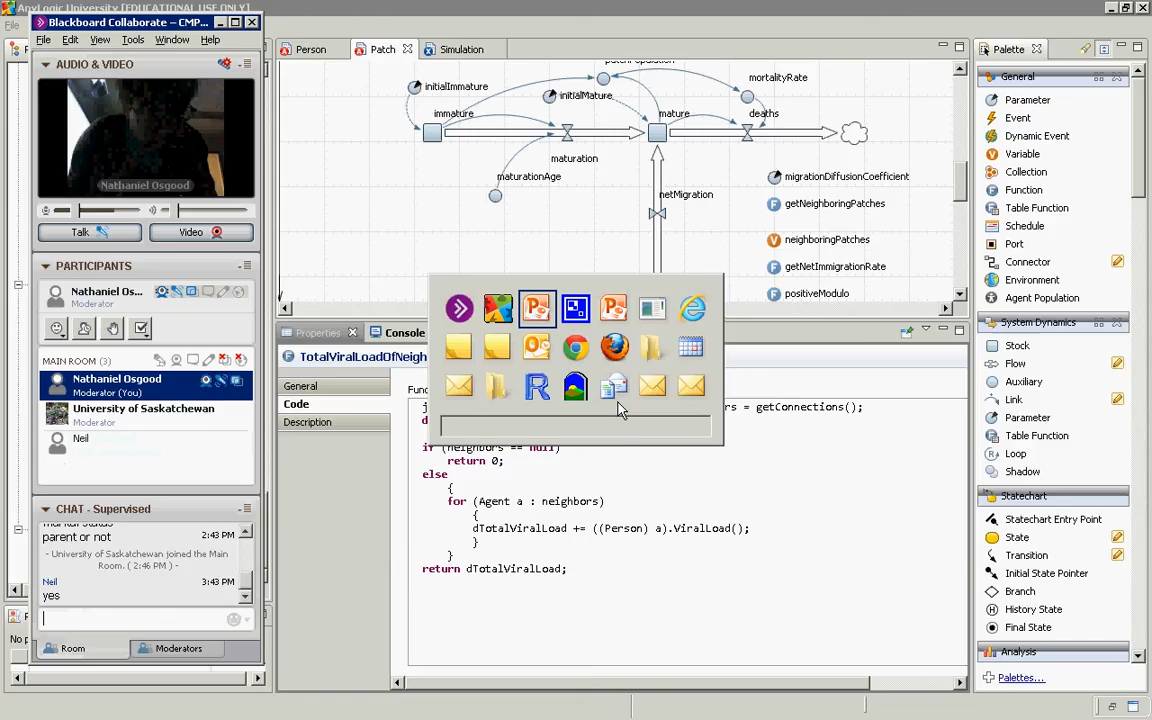 AnyLogic University [EDUCATIONAL USE ONLY]
File
Blackboard Collaborate – CMP...
File Edit View Tools Window Help
AUDIO & VIDEO
Nathaniel Osgood
Talk
Video
PARTICIPANTS
Nathaniel Os...
Moderator
MAIN ROOM (3)
Nathaniel Osgood
Moderator (You)
University of Saskatchewan
Moderator
Neil
CHAT - Supervised
marital status
parent or not
- University of Saskatchewan joined the Main
Room. ( 2:46 PM ) -
Neil 3:43 PM
yes
Room
Moderators
No p
Person
Patch
Simulation
patchPopulation
initialImmature
initialMature
mortalityRate
immature
mature
deaths
maturation
maturationAge
netMigration
migrationDiffusionCoefficient
getNeighboringPatches
neighboringPatches
getNetImmigrationRate
positiveModulo
Properties
Console
TotalViralLoadOfNeigh
General
Code
Description
Func
j
rs = getConnections();
d
if (neighbors == null)
return 0;
else
{
for (Agent a : neighbors)
{
dTotalViralLoad += ((Person) a).ViralLoad();
}
}
return dTotalViralLoad;
Palette
General
Parameter
Event
Dynamic Event
Variable
Collection
Function
Table Function
Schedule
Port
Connector
Environment
Agent Population
System Dynamics
Stock
Flow
Auxiliary
Link
Parameter
Table Function
Loop
Shadow
Statechart
Statechart Entry Point
State
Transition
Initial State Pointer
Branch
History State
Final State
Analysis
Palettes...